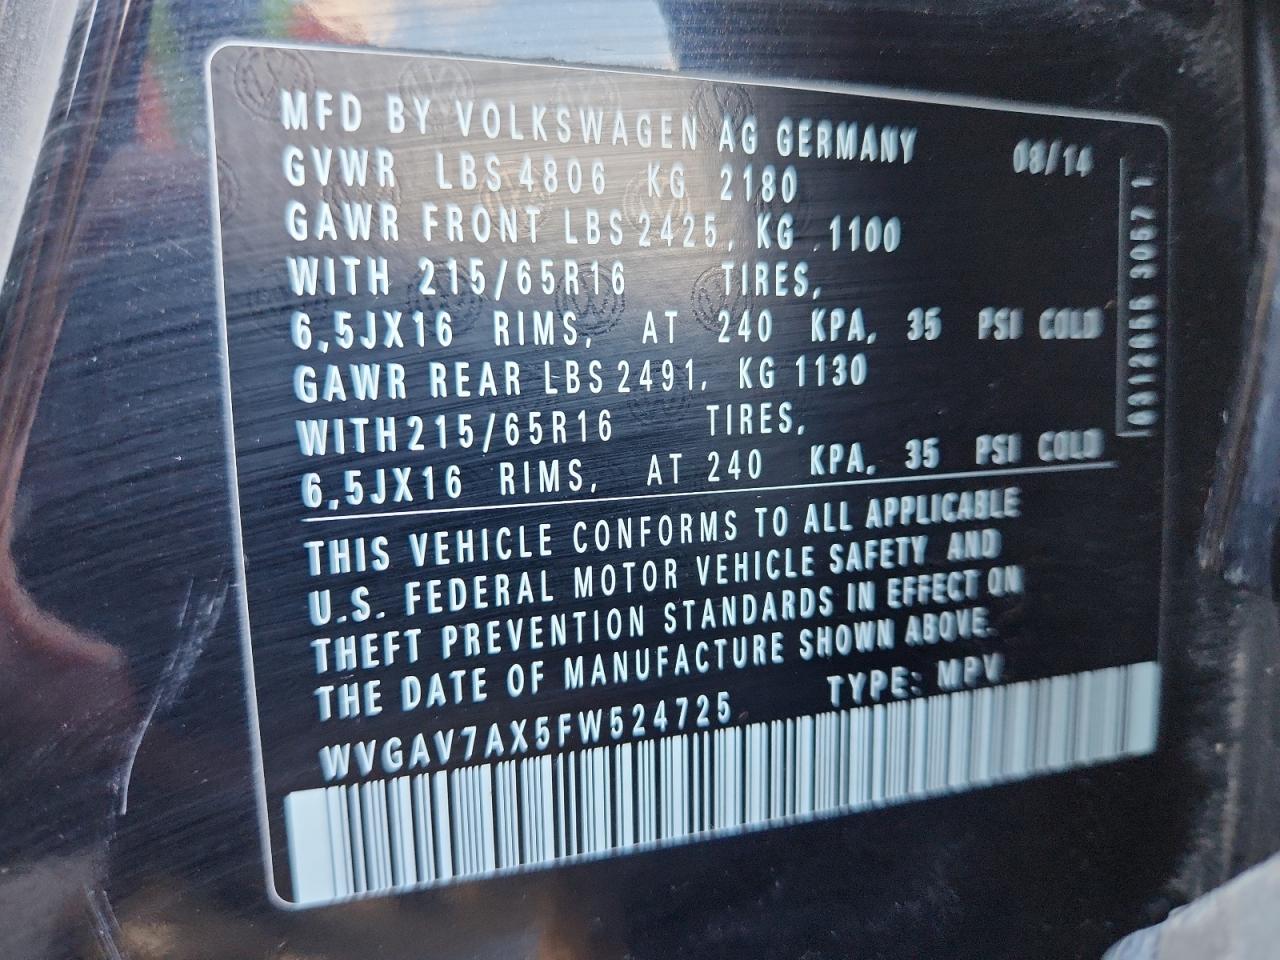 MFD BY VOLKSWAGEN AG GERMANY 08/14
GVWR LBS 4806 KG 2180
GAWR FRONT LBS 2425, KG 1100
WITH 215/65R16 TIRES,
6,5JX16 RIMS, AT 240 KPA, 35 PSI COLD
GAWR REAR LBS 2491, KG 1130
WITH 215/65R16 TIRES,
6,5JX16 RIMS, AT 240 KPA, 35 PSI COLD
THIS VEHICLE CONFORMS TO ALL APPLICABLE
U.S. FEDERAL MOTOR VEHICLE SAFETY AND
THEFT PREVENTION STANDARDS IN EFFECT ON
THE DATE OF MANUFACTURE SHOWN ABOVE.
WVGAV7AX5FW524725 TYPE: MPV